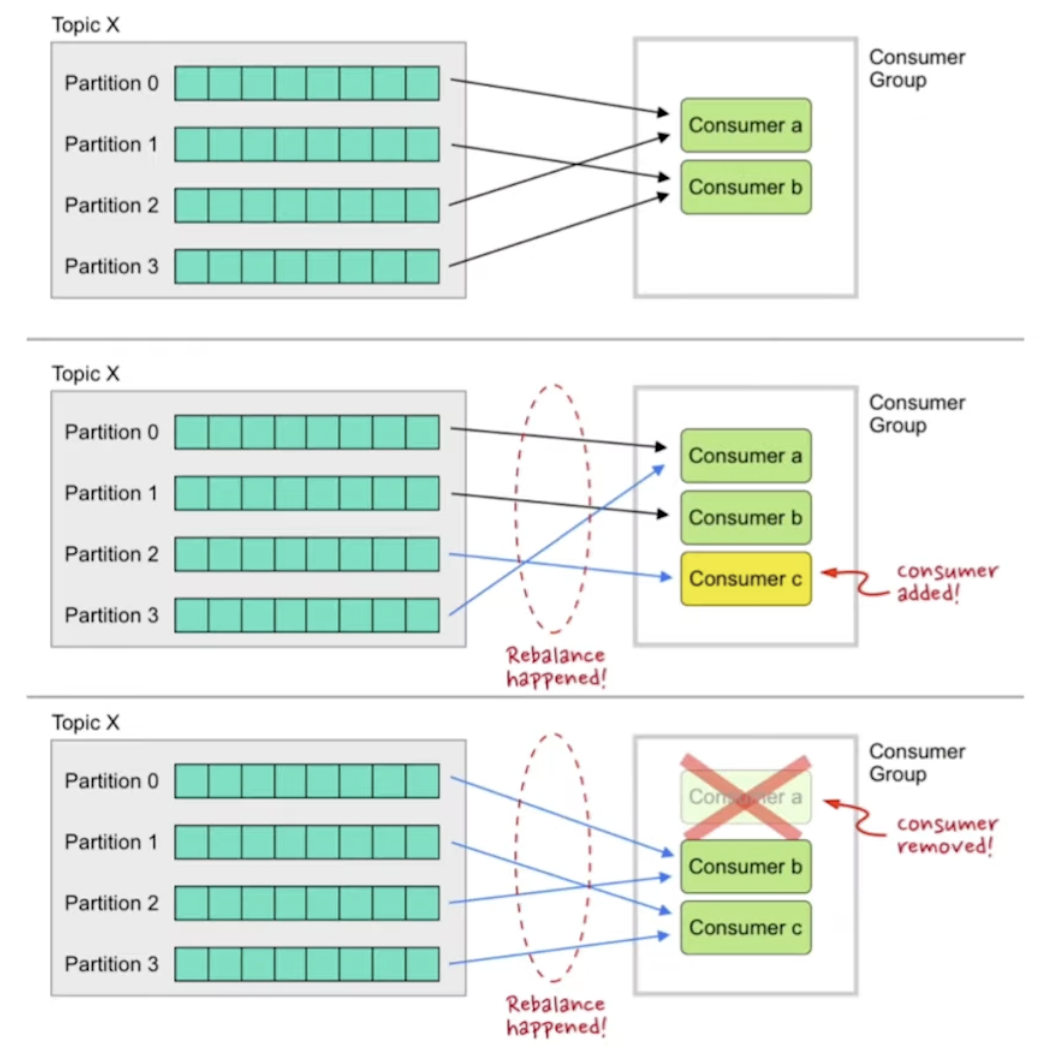 Topic X
Consumer
Group
Partition 0
Partition 1
Partition 2
Partition 3
Consumer a
Consumer b
Topic X
Consumer
Group
Partition 0
Partition 1
Partition 2
Partition 3
Consumer a
Consumer b
Consumer c
consumer
added!
Rebalance
happened!
Topic X
Consumer
Group
Partition 0
Partition 1
Partition 2
Partition 3
Consumer a
Consumer b
Consumer c
consumer
removed!
Rebalance
happened!